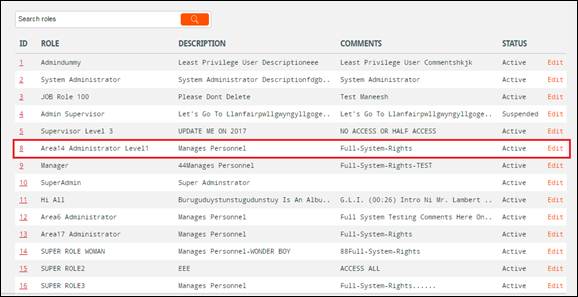 Search roles
ID ROLE DESCRIPTION COMMENTS STATUS
1 Admindummy Least Privilege User Descriptioneee Least Privilege User Commentshkjk Active Edit
2 System Administrator System Administrator Descriptionfdgb.. System Administrator Active Edit
3 JOB Role 100 Please Dont Delete Test Maneesh Active Edit
4 Admin Supervisor Let's Go To Llanfairpwllgwyngyllgoge.. Let's Go To Llanfairpwllgwyngyllgoge.. Suspended Edit
5 Supervisor Level 3 UPDATE ME ON 2017 NO ACCESS OR HALF ACCESS Active Edit
8 Area14 Administrator Level1 Manages Personnel Full-System-Rights Active Edit
9 Manager 44Manages Personnel Full-System-Rights-TEST Active Edit
10 SuperAdmin Super Administrator Active Edit
11 Hi All Buruguduystunstugudunstuy Is An Albu.. G.L.I. (00:26) Intro Ni Mr. Lambert .. Active Edit
12 Area6 Administrator Manages Personnel Full System Testing Comments Here On.. Active Edit
13 Area17 Administrator Manages Personnel Full-System-Rights Active Edit
14 SUPER ROLE WOMAN Manages Personnel-WONDER BOY 88Full-System-Rights Active Edit
15 SUPER ROLE2 EEE ACCESS ALL Active Edit
16 SUPER ROLE3 Manages Personnel Full-System-Rights...... Active Edit